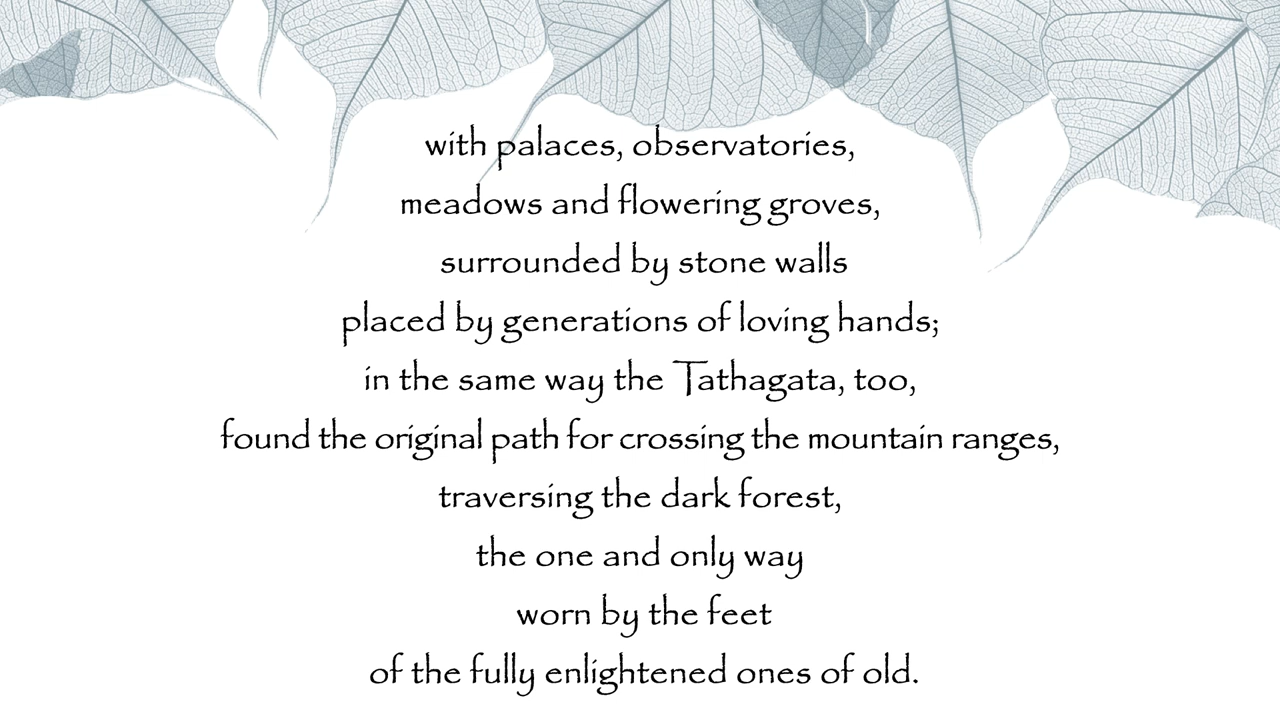 with palaces, observatories,
meadows and flowering groves,
surrounded by stone walls
placed by generations of loving hands;
in the same way the Tathagata, too,
found the original path for crossing the mountain ranges,
traversing the dark forest,
the one and only way
worn by the feet
of the fully enlightened ones of old.